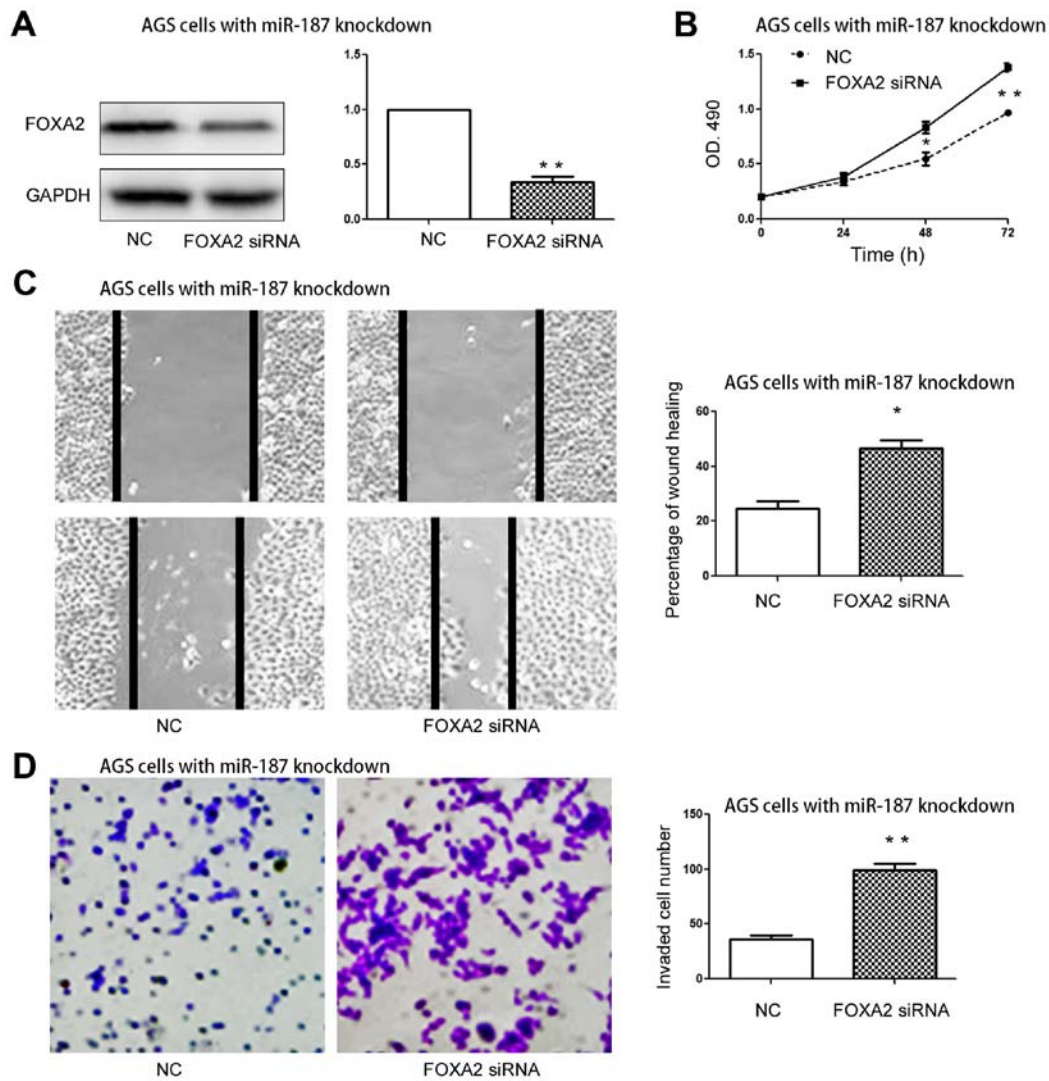 A
AGS cells with miR-187 knockdown
FOXA2
GAPDH
NC FOXA2 siRNA
1.5
1.0
0.5
0.0
* *
NC FOXA2 siRNA
B
AGS cells with miR-187 knockdown
NC
FOXA2 siRNA
OD. 490
1.5
1.0
0.5
0.0
*
* *
0 24 48 72
Time (h)
C
AGS cells with miR-187 knockdown
NC FOXA2 siRNA
AGS cells with miR-187 knockdown
Percentage of wound healing
60
40
20
0
*
NC FOXA2 siRNA
D
AGS cells with miR-187 knockdown
NC FOXA2 siRNA
AGS cells with miR-187 knockdown
Invaded cell number
150
100
50
0
* *
NC FOXA2 siRNA